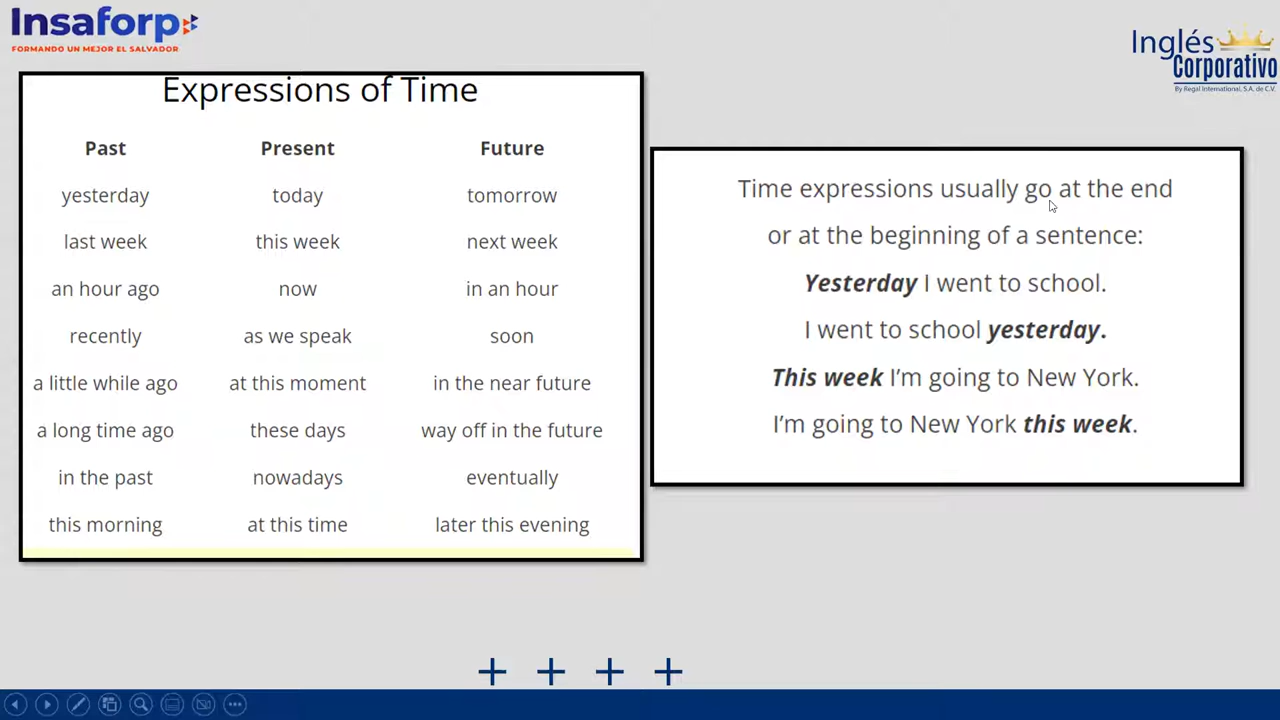 Insaforp
FORMANDO UN MEJOR EL SALVADOR
Inglés
Corporativo
By Regal International, S.A. de C.V.
Expressions of Time
Past Present Future
yesterday today tomorrow
last week this week next week
an hour ago now in an hour
recently as we speak soon
a little while ago at this moment in the near future
a long time ago these days way off in the future
in the past nowadays eventually
this morning at this time later this evening
Time expressions usually go at the end
or at the beginning of a sentence:
Yesterday I went to school.
I went to school yesterday.
This week I'm going to New York.
I'm going to New York this week.